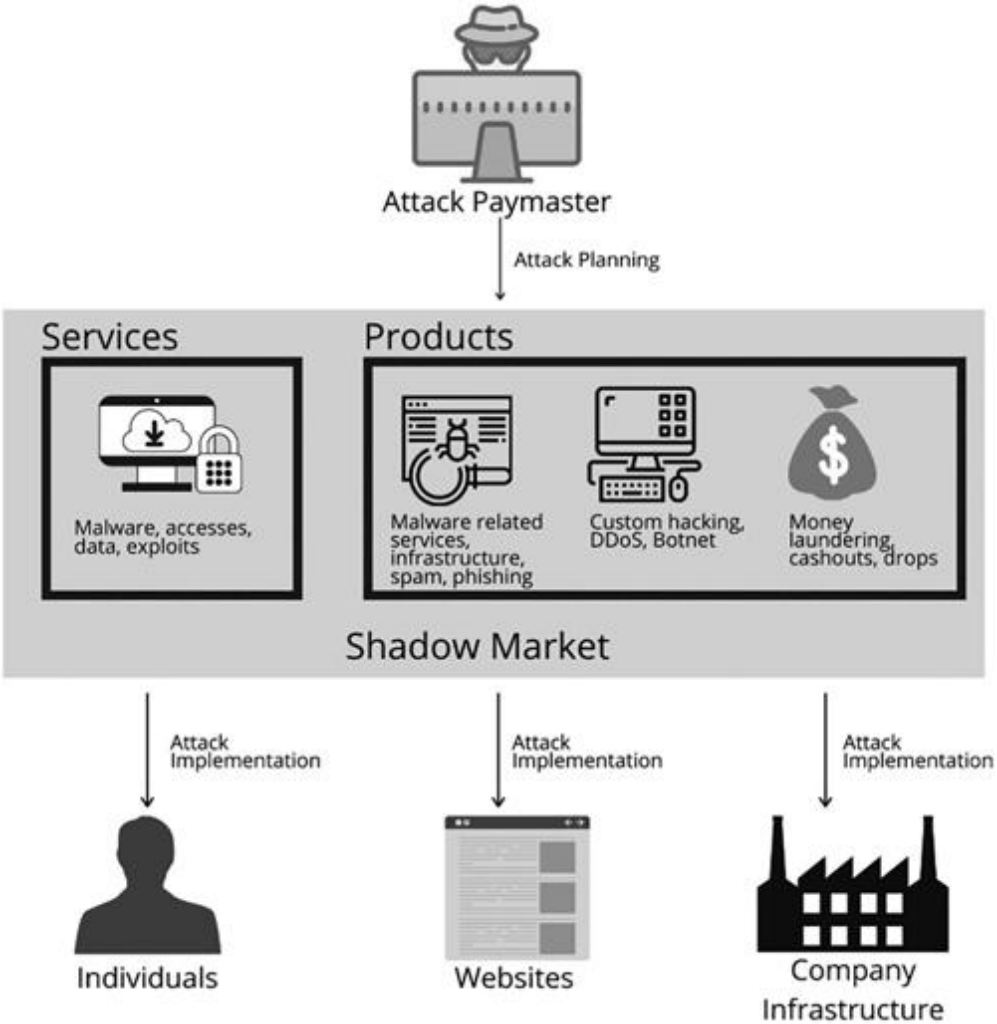 Attack Paymaster
Attack Planning
Services
Products
Malware, accesses,
data, exploits
Malware related
services,
infrastructure,
spam, phishing
Custom hacking,
DDoS, Botnet
Money
laundering,
cashouts, drops
Shadow Market
Attack
Implementation
Attack
Implementation
Attack
Implementation
Individuals
Websites
Company
Infrastructure